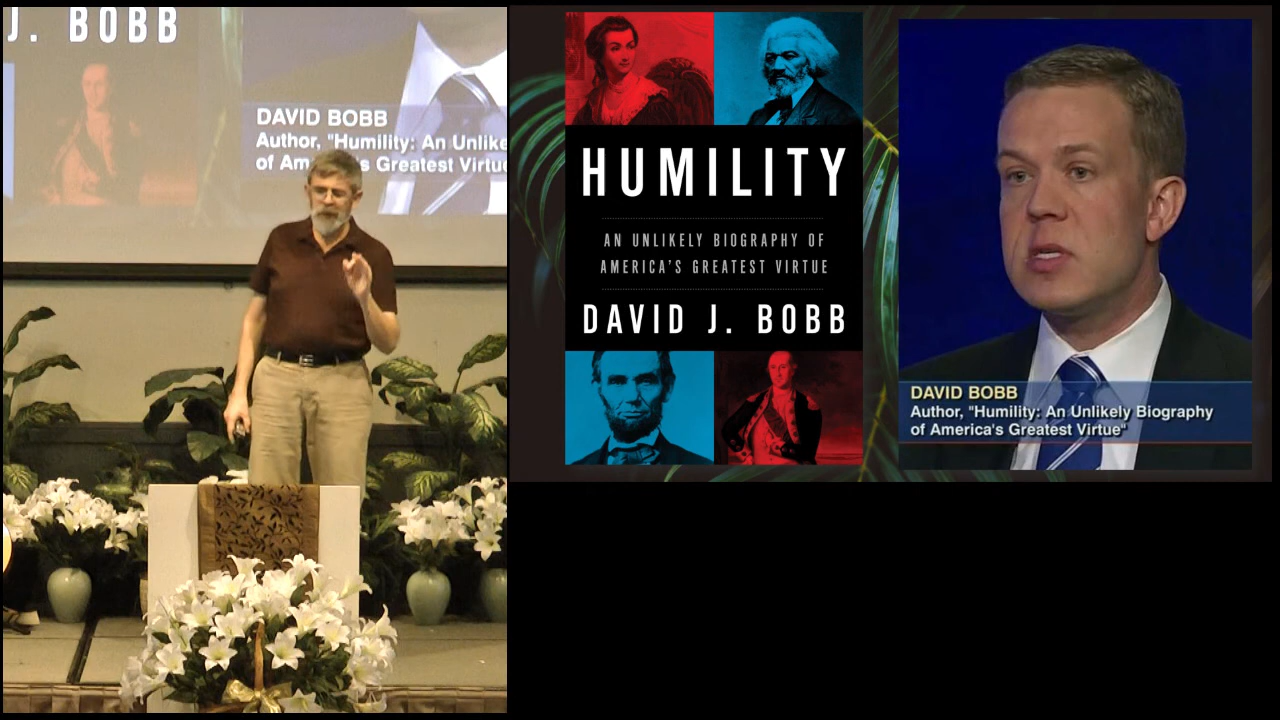 J. BOBB
DAVID BOBB
Author, "Humility: An Unlike
of Am 's Greatest Virtue
HUMILITY
AN UNLIKELY BIOGRAPHY OF
AMERICA'S GREATEST VIRTUE
DAVID J. BOBB
DAVID BOBB
Author, "Humility: An Unlikely Biography
of America's Greatest Virtue"